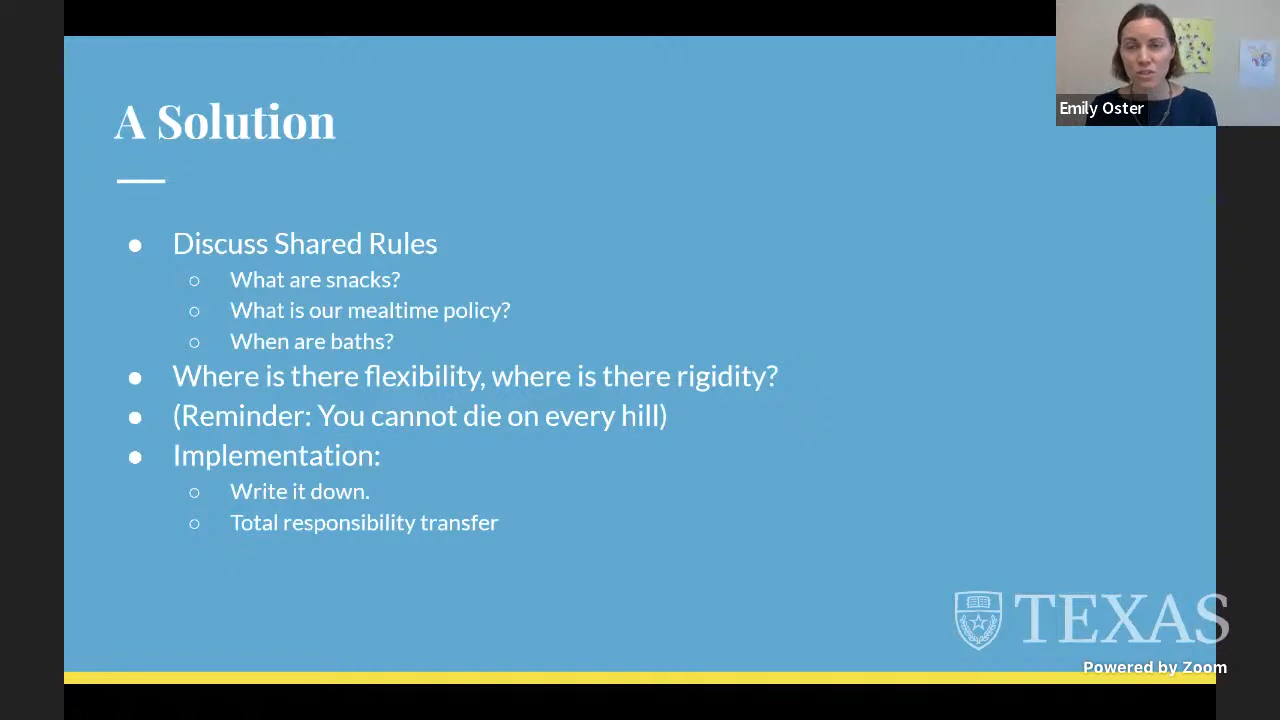 Emily Oster
A Solution
● Discuss Shared Rules
○ What are snacks?
○ What is our mealtime policy?
○ When are baths?
● Where is there flexibility, where is there rigidity?
● (Reminder: You cannot die on every hill)
● Implementation:
○ Write it down.
○ Total responsibility transfer
TEXAS
Powered by Zoom